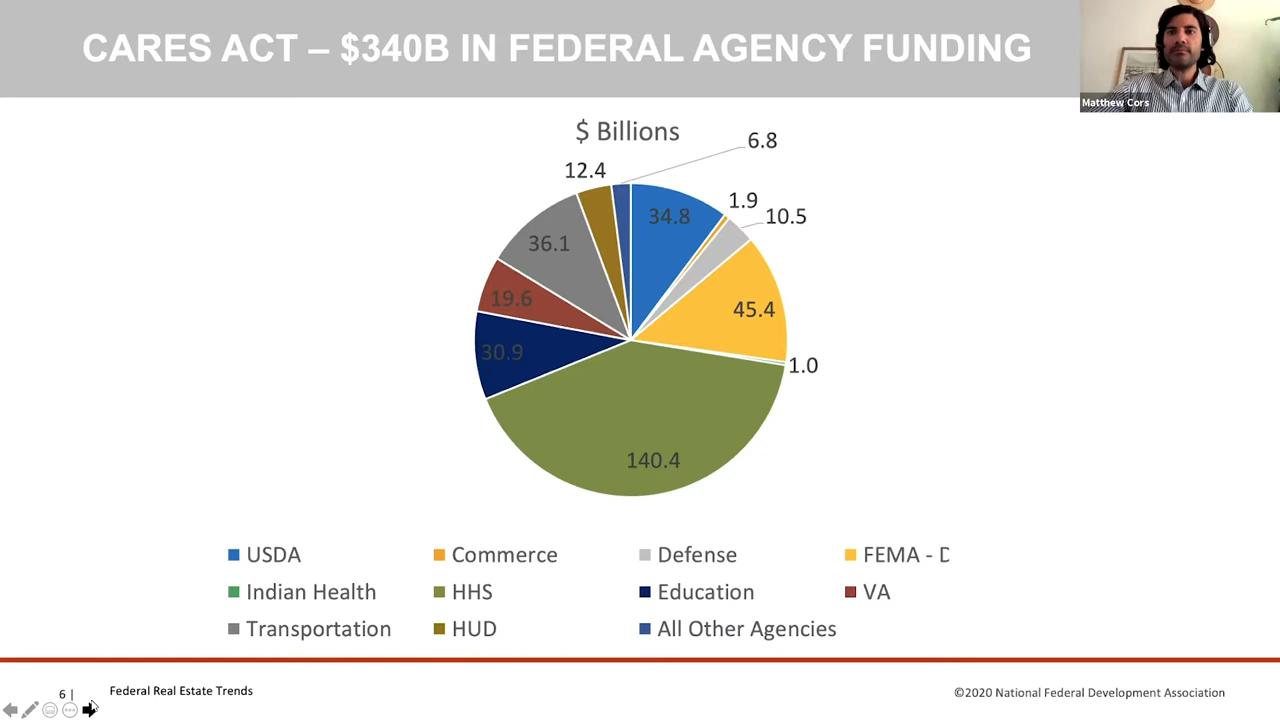 CARES ACT – $340B IN FEDERAL AGENCY FUNDING
Matthew Cors
$ Billions
6.8
12.4
34.8
1.9
10.5
36.1
19.6
45.4
30.9
1.0
140.4
USDA
Commerce
Defense
FEMA - D
Indian Health
HHS
Education
VA
Transportation
HUD
All Other Agencies
6 |
Federal Real Estate Trends
©2020 National Federal Development Association